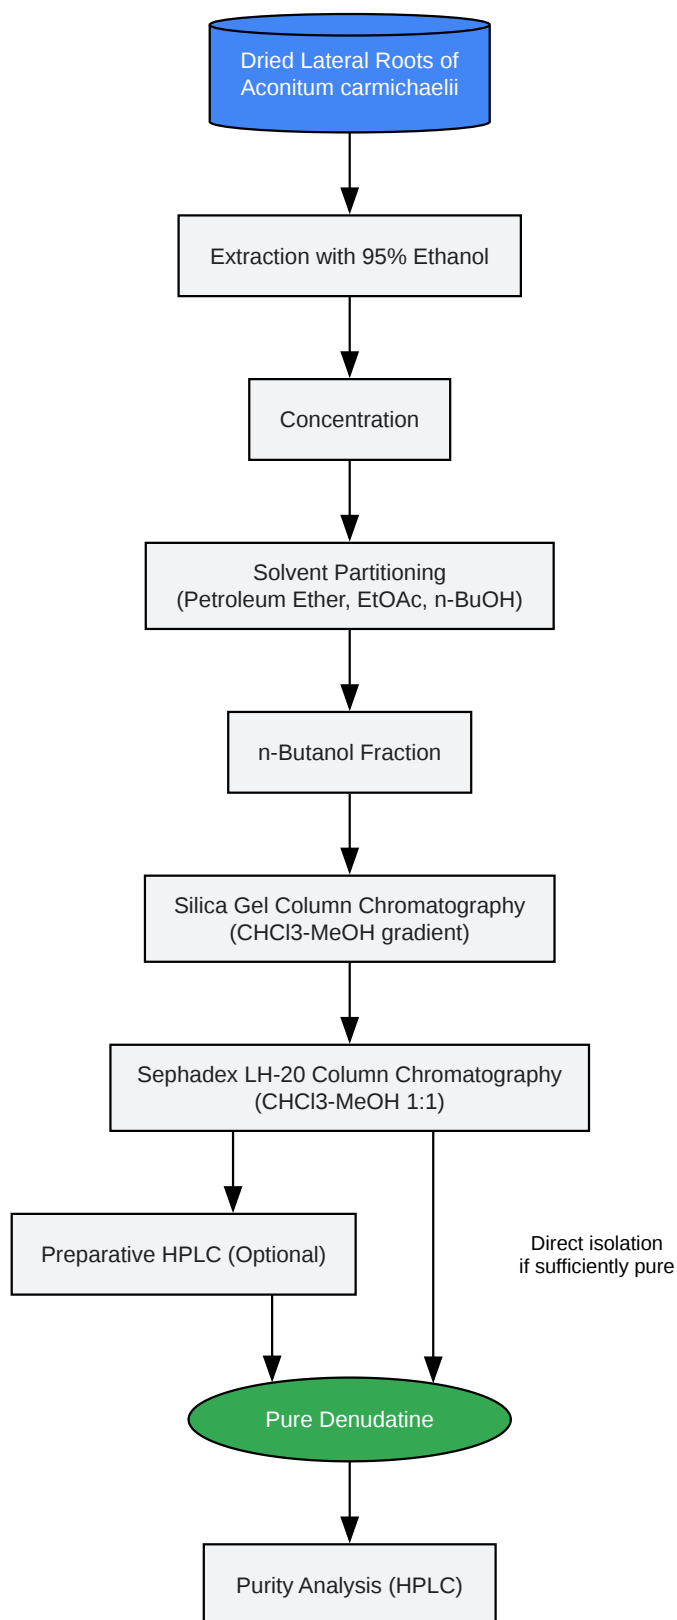 Dried Lateral Roots of
Aconitum carmichaelii
Extraction with 95% Ethanol
Concentration
Solvent Partitioning
(Petroleum Ether, EtOAc, n-BuOH)
n-Butanol Fraction
Silica Gel Column Chromatography
(CHCl3-MeOH gradient)
Sephadex LH-20 Column Chromatography
(CHCl3-MeOH 1:1)
Preparative HPLC (Optional)
Direct isolation
if sufficiently pure
Pure Denudatine
Purity Analysis (HPLC)